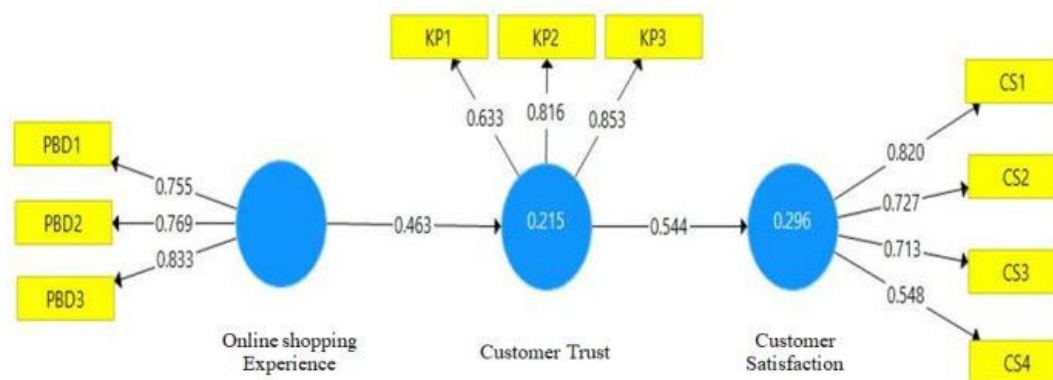 KP1
KP2
KP3
0.633
0.816
0.853
PBD1
PBD2
PBD3
0.755
0.769
0.833
0.463
0.215
0.544
0.296
0.820
0.727
0.713
0.548
CS1
CS2
CS3
CS4
Online shopping
Experience
Customer Trust
Customer
Satisfaction